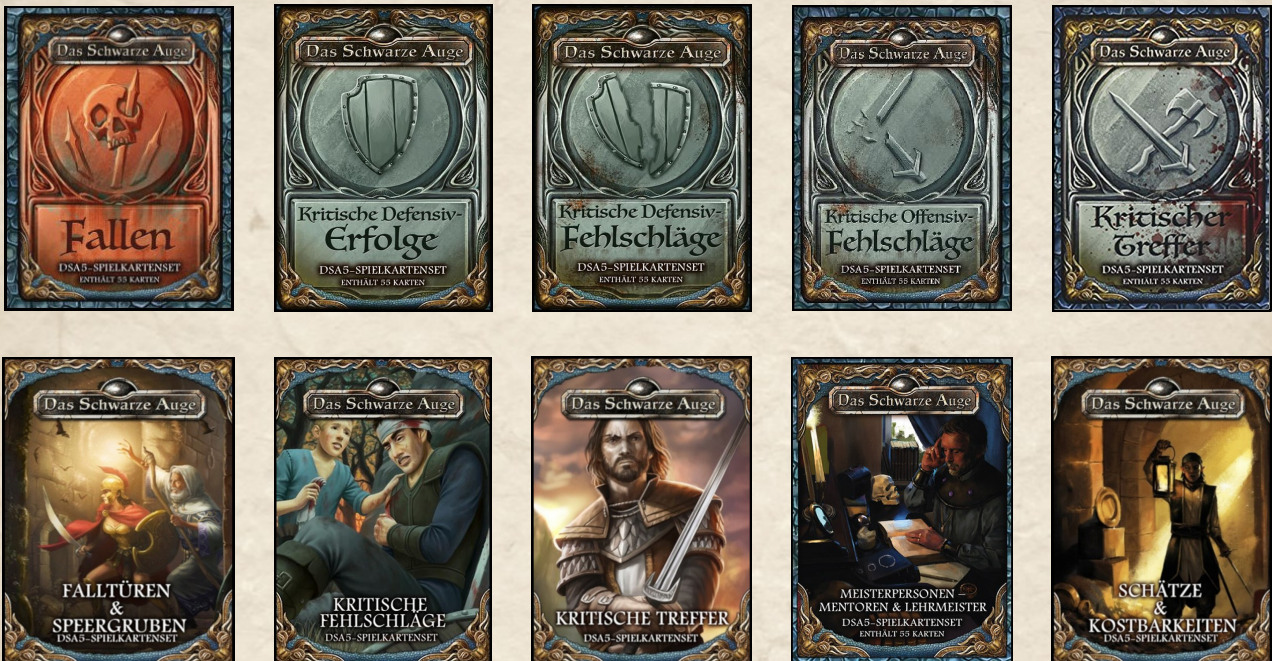 Das Schwarze Auge
Fallen
DSA5-SPIELKARTENSET
ENTHÄLT 55 KARTEN
Das Schwarze Auge
Kritische Defensiv-
Erfolge
DSA5-SPIELKARTENSET
ENTHÄLT 55 KARTEN
Das Schwarze Auge
Kritische Defensiv-
Fehlschläge
DSA5-SPIELKARTENSET
ENTHÄLT 55 KARTEN
Das Schwarze Auge
Kritische Offensiv-
Fehlschläge
DSA5-SPIELKARTENSET
ENTHÄLT 55 KARTEN
Das Schwarze Auge
Kritischer
Treffer
DSA5-SPIELKARTENSET
ENTHÄLT 55 KARTEN
Das Schwarze Auge
FALLTÜREN
&
SPEERGRUBEN
DSA5-SPIELKARTENSET
Das Schwarze Auge
KRITISCHE
FEHLSCHLÄGE
DSA5-SPIELKARTENSET
Das Schwarze Auge
KRITISCHE TREFFER
DSA5-SPIELKARTENSET
Das Schwarze Auge
MEISTERPERSONEN –
MENTOREN & LEHRMEISTER
DSA5-SPIELKARTENSET
ENTHÄLT 55 KARTEN
Das Schwarze Auge
SCHÄTZE
&
KOSTBARKEITEN
DSA5-SPIELKARTENSET